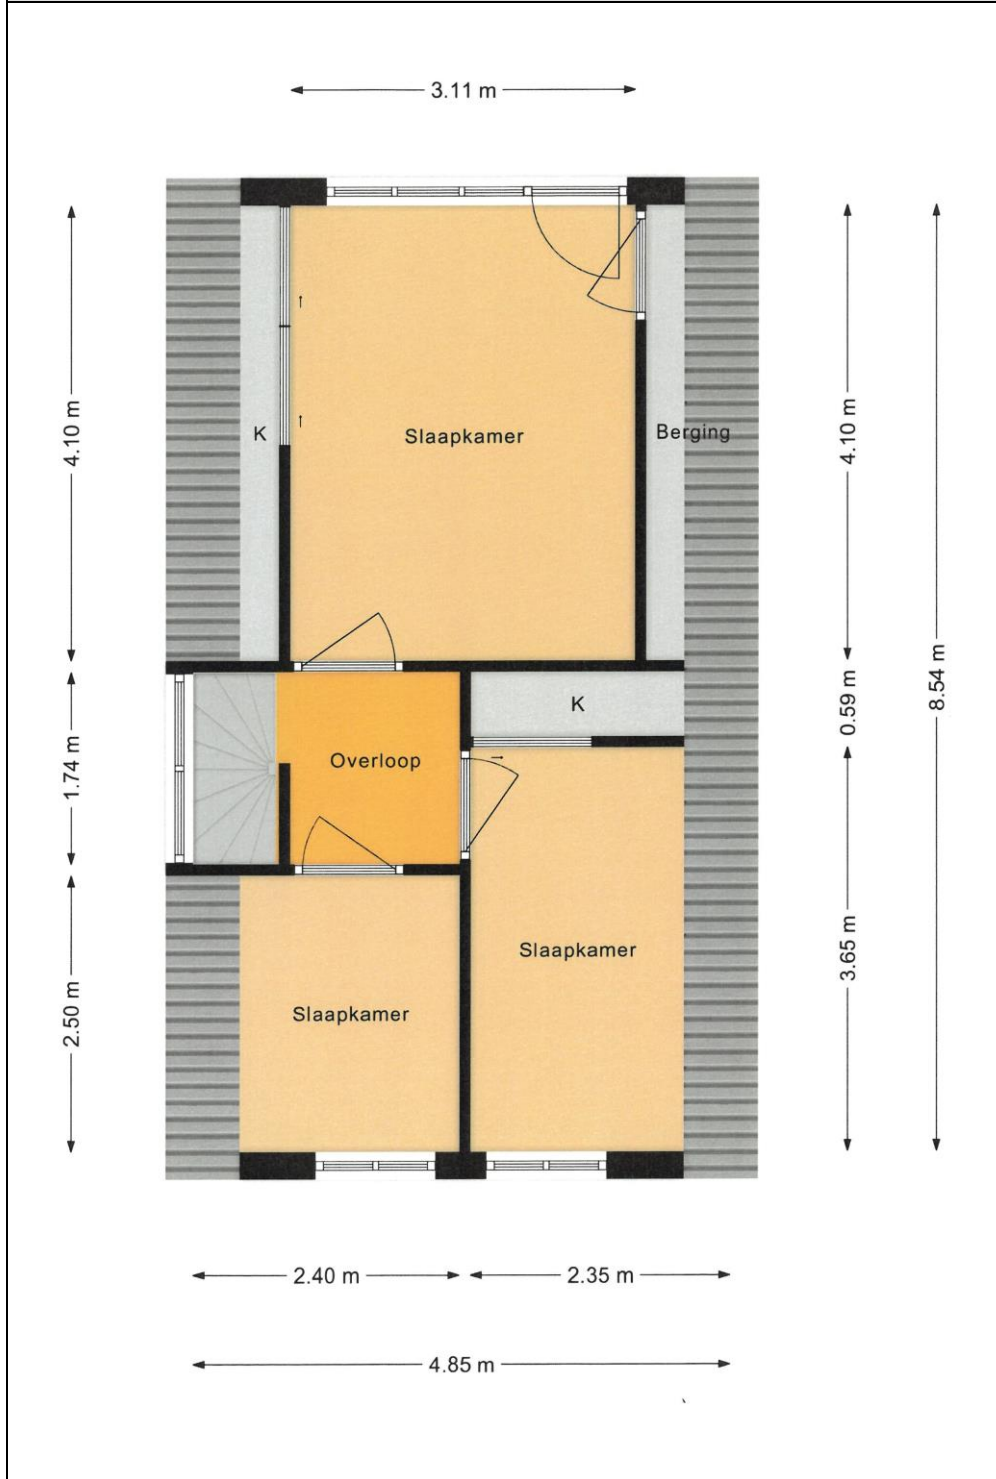 3.11 m
4.10 m
K
Slaapkamer
Berging
4.10 m
8.54 m
0.59 m
K
1.74 m
Overloop
3.65 m
Slaapkamer
2.50 m
Slaapkamer
2.40 m
2.35 m
4.85 m